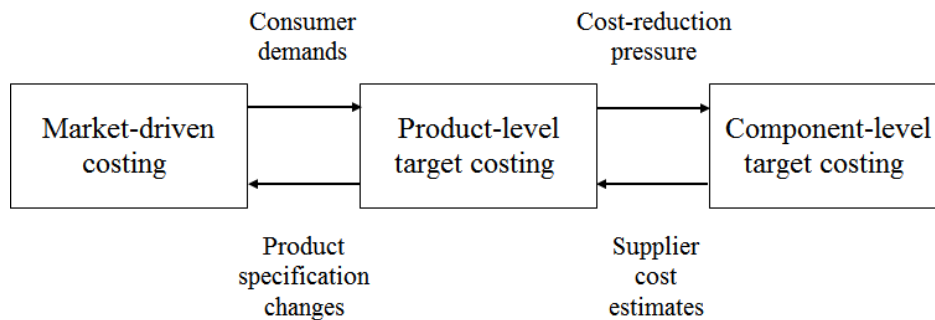 Consumer
demands
Cost-reduction
pressure
Market-driven
costing
Product-level
target costing
Component-level
target costing
Product
specification
changes
Supplier
cost
estimates